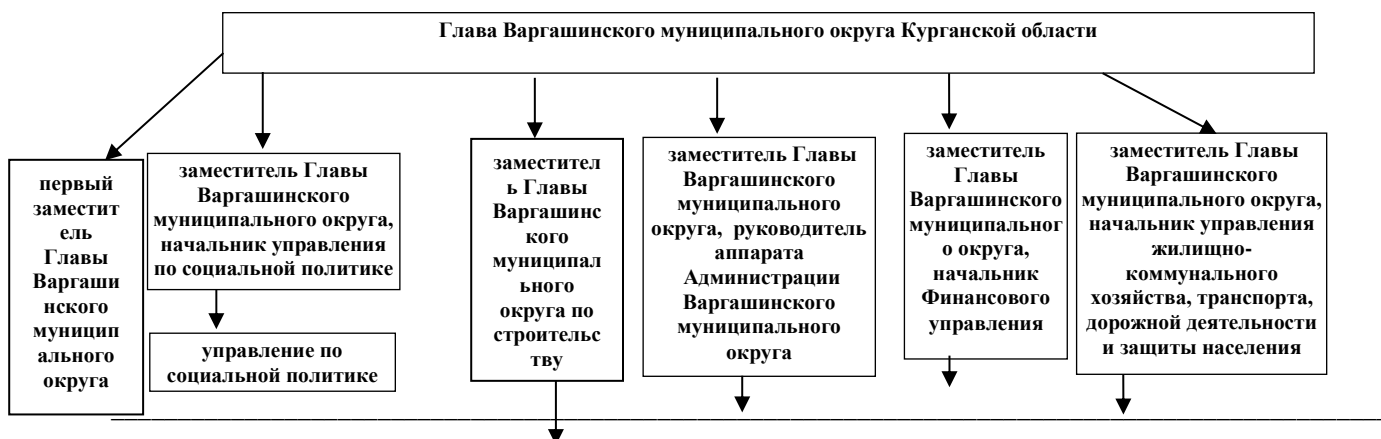 Глава Варгашинского муниципального округа Курганской области
первый
заместит
ель
Главы
Варгаши
нского
муницип
ального
округа
заместитель Главы
Варгашинского
муниципального округа,
начальник управления
по социальной политике
управление по
социальной политике
заместител
ь Главы
Варгашинс
кого
муниципал
ьного
округа по
строительс
тву
заместитель Главы
Варгашинского
муниципального
округа, руководитель
аппарата
Администрации
Варгашинского
муниципального
округа
заместитель
Главы
Варгашинского
муниципальног
о округа,
начальник
Финансового
управления
заместитель Главы
Варгашинского
муниципального округа,
начальник управления
жилищно-
коммунального
хозяйства, транспорта,
дорожной деятельности
и защиты населения